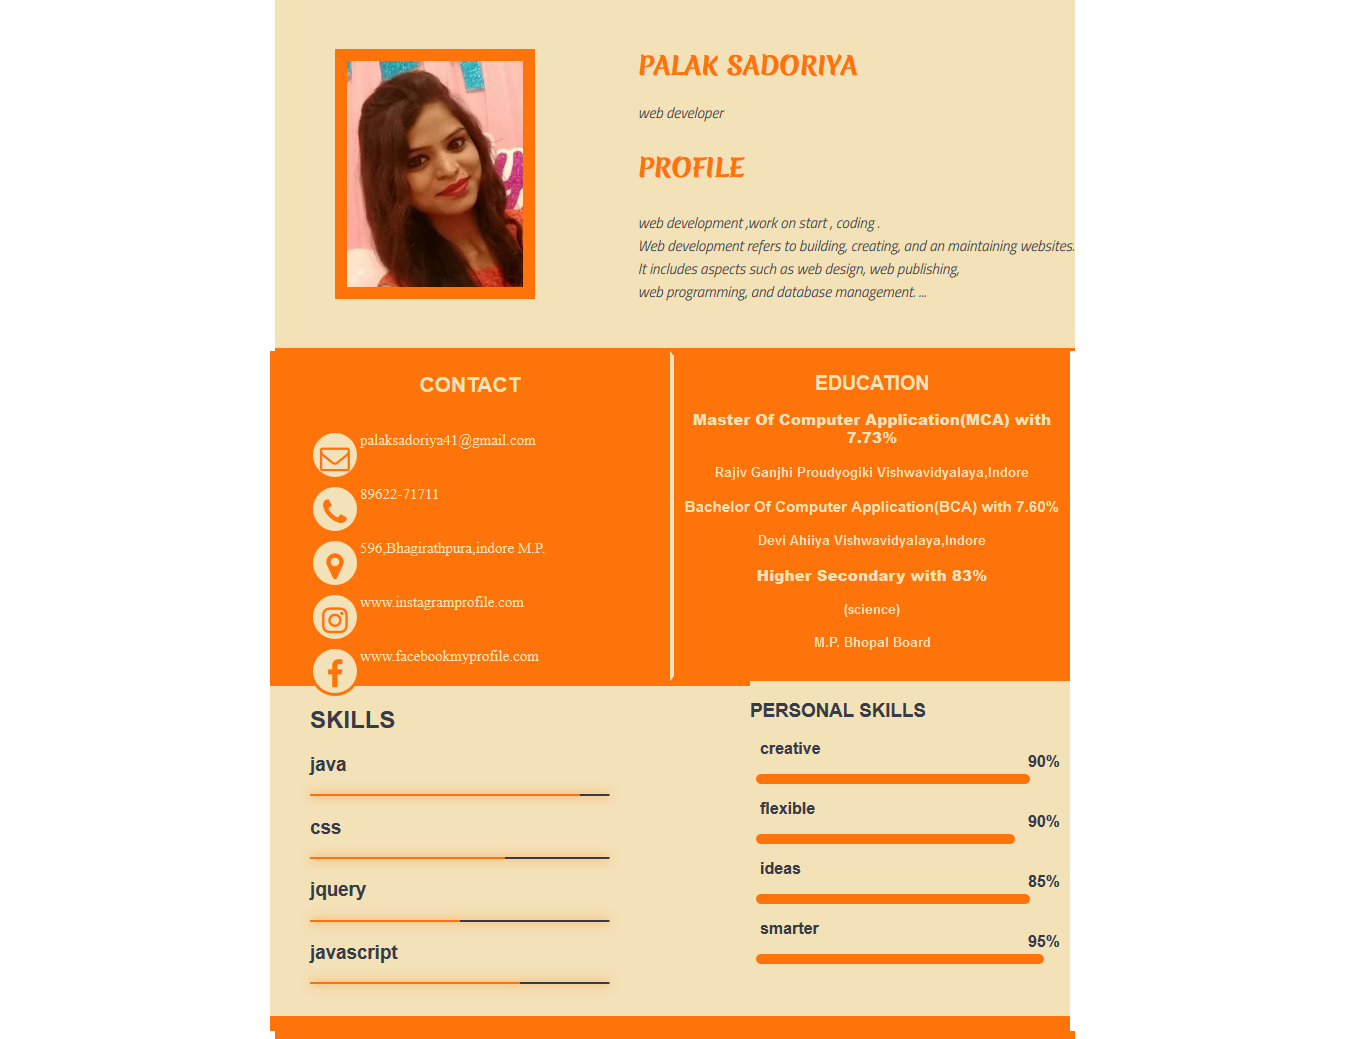 PALAK SADORIYA
web developer
PROFILE
web development ,work on start , coding .
Web development refers to building, creating, and an maintaining websites.
It includes aspects such as web design, web publishing,
web programming, and database management. ...
CONTACT
palaksadoriya41@gmail.com
89622-71711
596,Bhagirathpura,indore M.P.
www.instagramprofile.com
www.facebookmyprofile.com
EDUCATION
Master Of Computer Application(MCA) with
7.73%
Rajiv Ganjhi Proudyogiki Vishwavidyalaya,Indore
Bachelor Of Computer Application(BCA) with 7.60%
Devi Ahiiya Vishwavidyalaya,Indore
Higher Secondary with 83%
(science)
M.P. Bhopal Board
SKILLS
java
css
jquery
javascript
PERSONAL SKILLS
creative
90%
flexible
90%
ideas
85%
smarter
95%